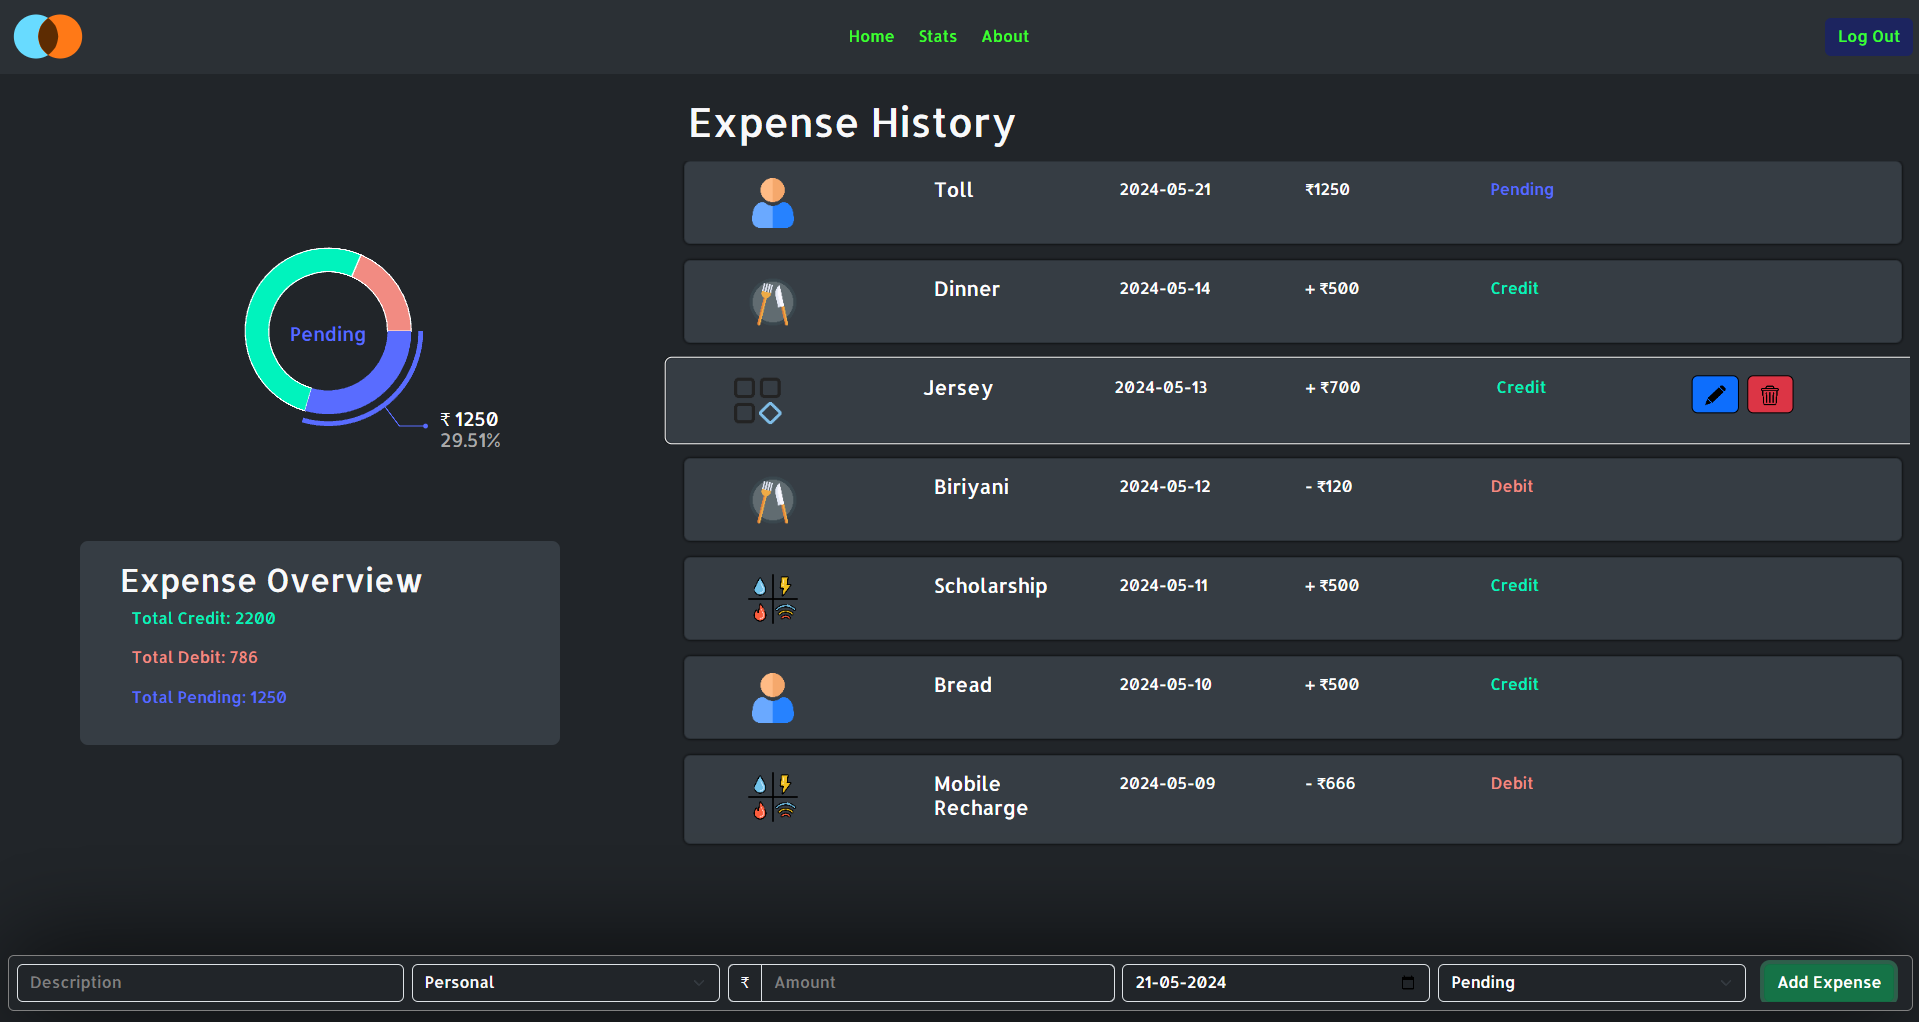 Home Stats About Log Out
Pending
₹ 1250
29.51%
Expense Overview
Total Credit: 2200
Total Debit: 786
Total Pending: 1250
Expense History
Toll 2024-05-21 ₹1250 Pending
Dinner 2024-05-14 + ₹500 Credit
Jersey 2024-05-13 + ₹700 Credit
Biriyani 2024-05-12 - ₹120 Debit
Scholarship 2024-05-11 + ₹500 Credit
Bread 2024-05-10 + ₹500 Credit
Mobile 2024-05-09 - ₹666 Debit
Recharge
Description Personal ₹ Amount 21-05-2024 Pending Add Expense